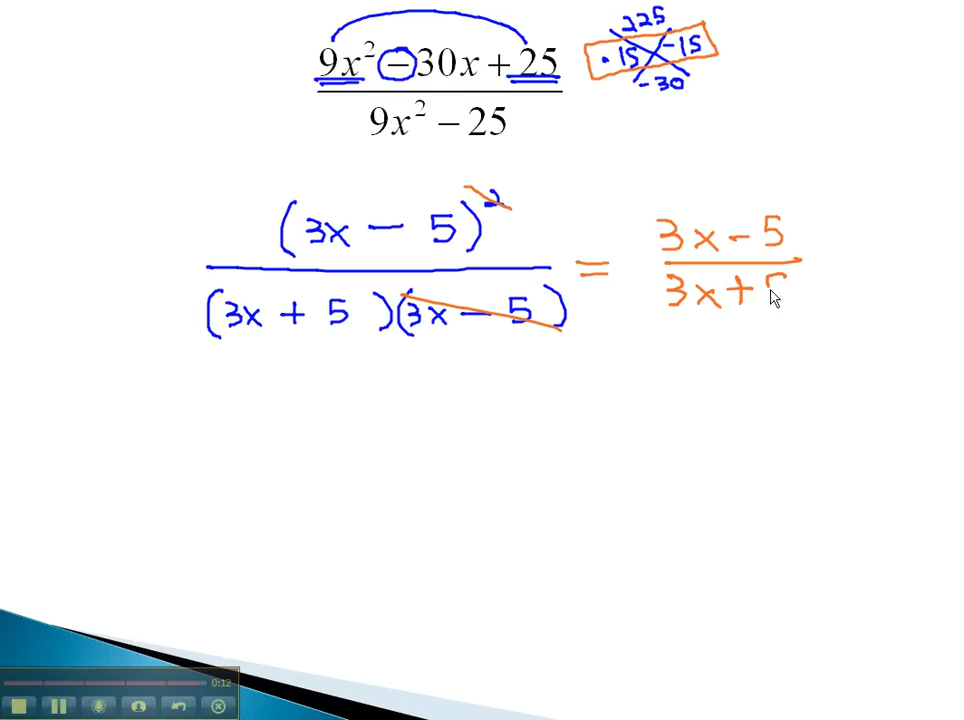 225
9x² − 30x + 25
·15 −15
9x² − 25
−30
(3x − 5)²
(3x + 5)(3x − 5)
=
3x − 5
3x + 5
0:12